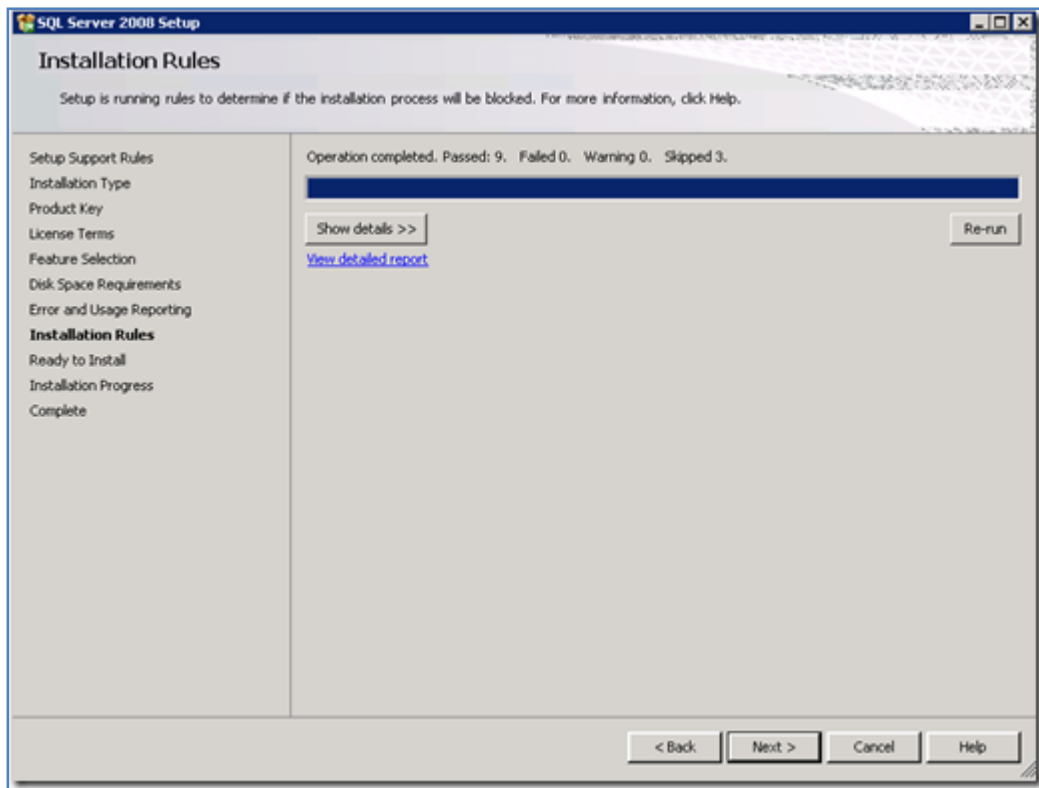 SQL Server 2008 Setup
Installation Rules
Setup is running rules to determine if the installation process will be blocked. For more information, click Help.
Setup Support Rules
Installation Type
Product Key
License Terms
Feature Selection
Disk Space Requirements
Error and Usage Reporting
Installation Rules
Ready to Install
Installation Progress
Complete
Operation completed. Passed: 9. Failed 0. Warning 0. Skipped 3.
Show details >>
Re-run
View detailed report
< Back
Next >
Cancel
Help